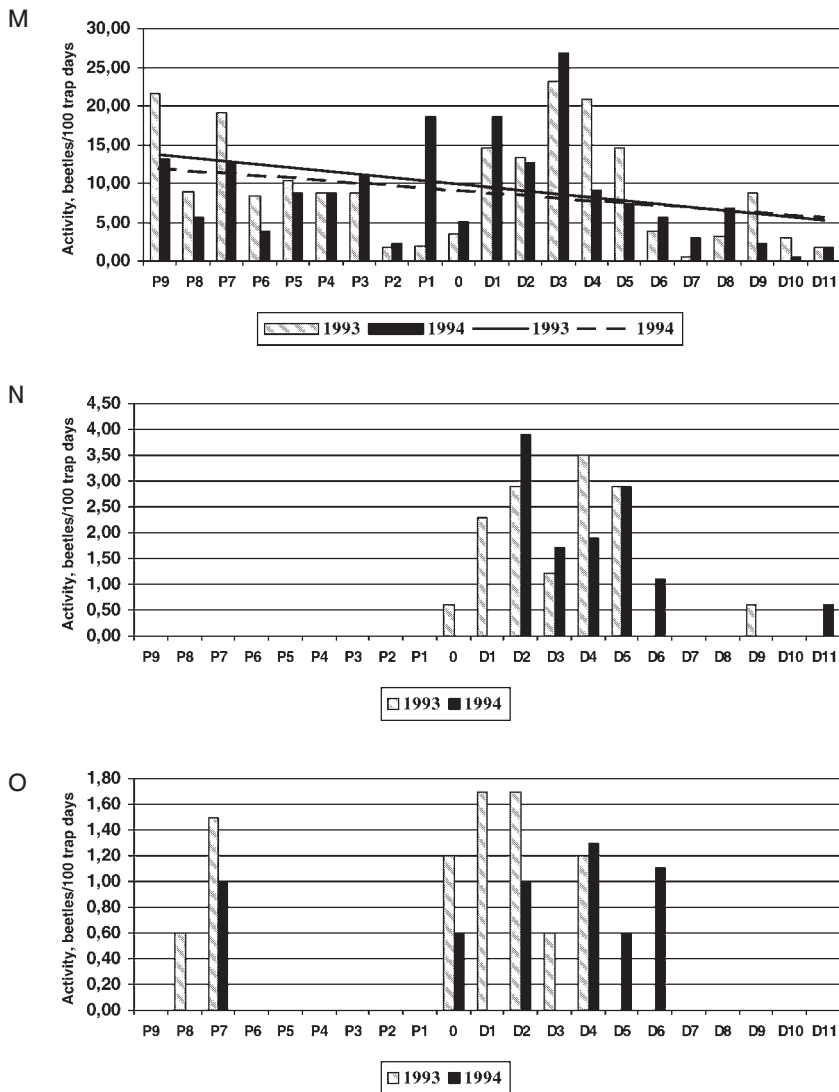 M
Activity, beetles/100 trap days
30,00
25,00
20,00
15,00
10,00
5,00
0,00
P9 P8 P7 P6 P5 P4 P3 P2 P1 0 D1 D2 D3 D4 D5 D6 D7 D8 D9 D10 D11
1993 1994 1993 1994
N
Activity, beetles/100 trap days
4,50
4,00
3,50
3,00
2,50
2,00
1,50
1,00
0,50
0,00
P9 P8 P7 P6 P5 P4 P3 P2 P1 0 D1 D2 D3 D4 D5 D6 D7 D8 D9 D10 D11
1993 1994
O
Activity, beetles/100 trap days
1,80
1,60
1,40
1,20
1,00
0,80
0,60
0,40
0,20
0,00
P9 P8 P7 P6 P5 P4 P3 P2 P1 0 D1 D2 D3 D4 D5 D6 D7 D8 D9 D10 D11
1993 1994